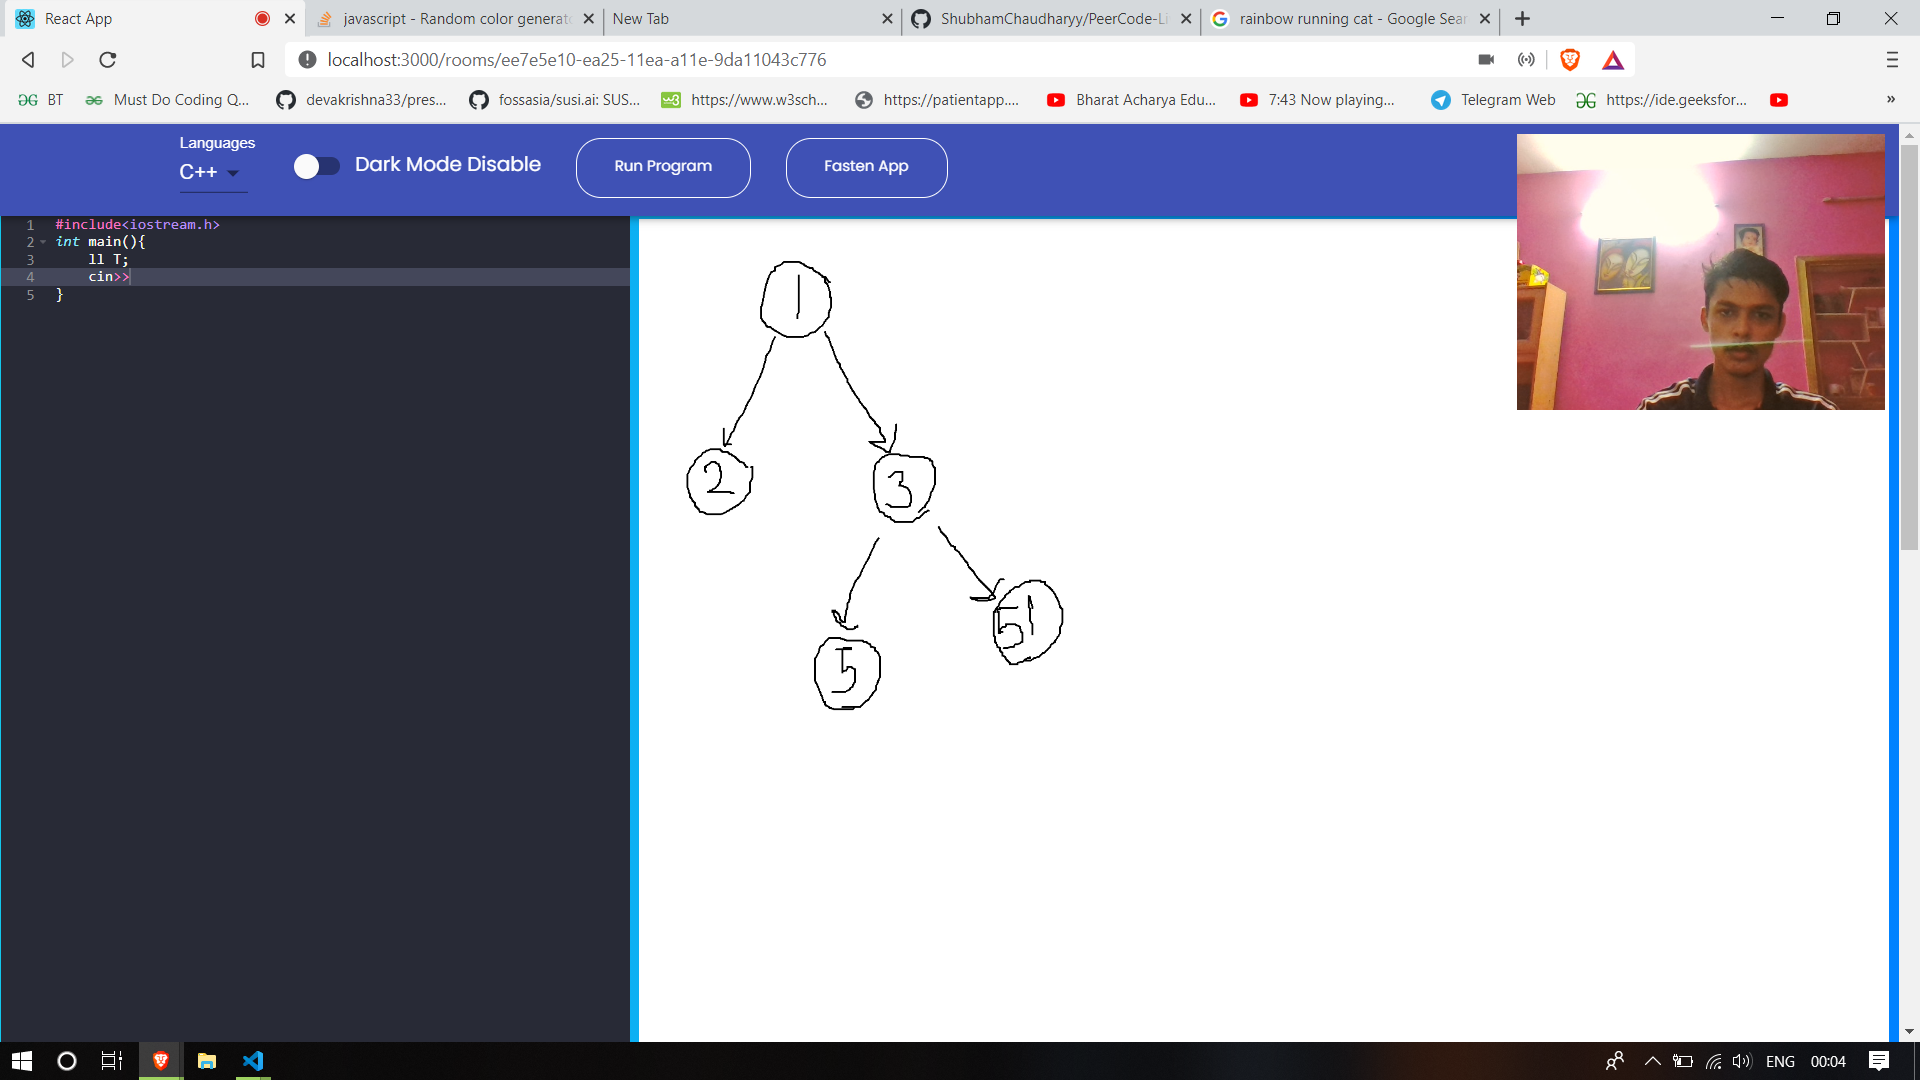 React App
javascript - Random color generato
New Tab
ShubhamChaudharyy/PeerCode-Li
rainbow running cat - Google Sear
localhost:3000/rooms/ee7e5e10-ea25-11ea-a11e-9da11043c776
BT
Must Do Coding Q...
devakrishna33/pres...
fossasia/susi.ai: SUS...
https://www.w3sch...
https://patientapp....
Bharat Acharya Edu...
7:43 Now playing...
Telegram Web
https://ide.geeksfor...
»
Languages
C++
Dark Mode Disable
Run Program
Fasten App
1 #include<iostream.h>
2 int main(){
3 ll T;
4 cin>>
5 }
1
2
3
5
51
ENG
00:04